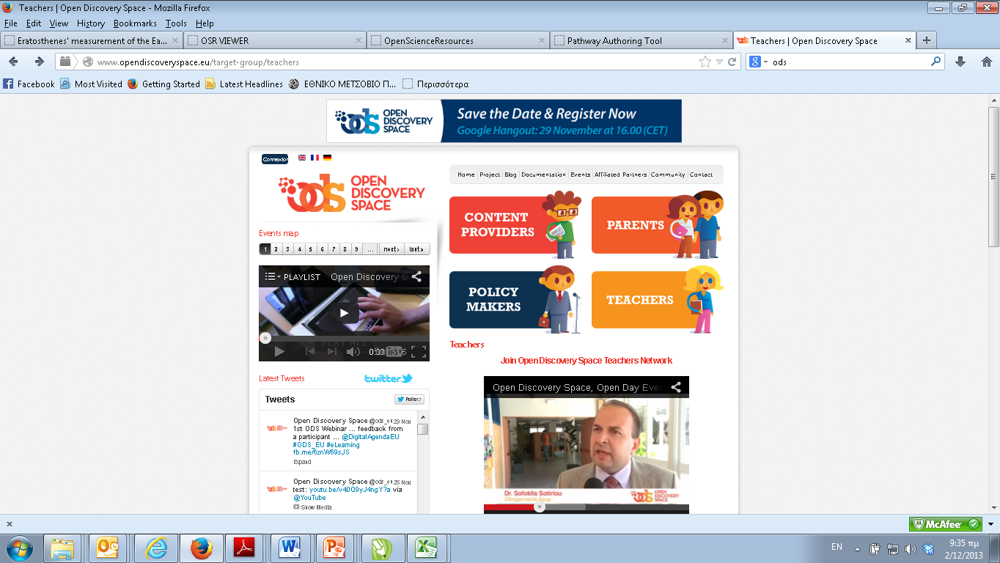 Teachers | Open Discovery Space - Mozilla Firefox
File Edit View History Bookmarks Tools Help
Eratosthenes' measurement of the Ea...
OSR VIEWER
OpenScienceResources
Pathway Authoring Tool
Teachers | Open Discovery Space
www.opendiscoveryspace.eu/target-group/teachers
ods
Facebook Most Visited Getting Started Latest Headlines ΕΘΝΙΚΟ ΜΕΤΣΟΒΙΟ Π... Περισσότερα
ods OPEN DISCOVERY SPACE
Save the Date & Register Now
Google Hangout: 29 November at 16.00 (CET)
Connexion
Home Project Blog Documentation Events Affiliated Partners Community Contact
ods OPEN
DISCOVERY
SPACE
CONTENT
PROVIDERS
PARENTS
Events map
1 2 3 4 5 6 7 8 9 ... next › last »
PLAYLIST Open Discovery S
PLAY ALL
0:00
POLICY
MAKERS
TEACHERS
Teachers
Join Open Discovery Space Teachers Network
Latest Tweets twitter
Tweets Follow
Open Discovery Space @ods_eu 29 Nou
1st ODS Webinar ... feedback from
a participant ... @DigitalAgendaEU
#ODS_EU #eLearning
fb.me/6znW69sJS
Expand
Open Discovery Space @ods_eu 25 Nou
test: youtu.be/v40Q9yJ4ngY?a via
@YouTube
Show Media
Open Discovery Space, Open Day Even
Dr. Sofoklis Sotiriou
Ellinogermaniki Agogi
ods OPEN
DISCOVERY
SPACE
McAfee
EN
9:35 πμ
2/12/2013